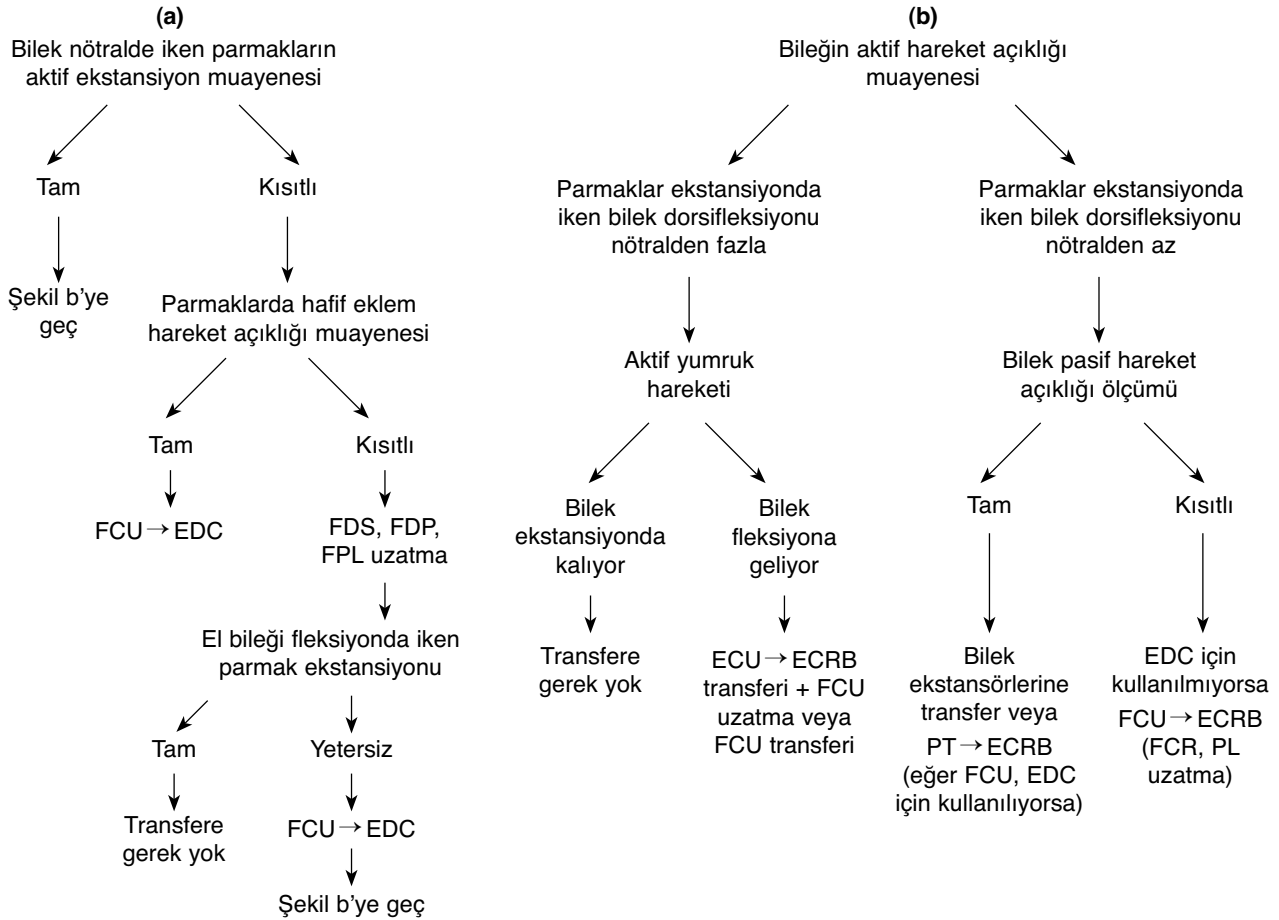 (a)
Bilek nötralde iken parmakların
aktif ekstansiyon muayenesi
Tam
Kısıtlı
Şekil b'ye
geç
Parmaklarda hafif eklem
hareket açıklığı muayenesi
Tam
Kısıtlı
FCU→EDC
FDS, FDP,
FPL uzatma
El bileği fleksiyonda iken
parmak ekstansiyonu
Tam
Yetersiz
Transfere
gerek yok
FCU→EDC
Şekil b'ye geç
(b)
Bileğin aktif hareket açıklığı
muayenesi
Parmaklar ekstansiyonda
iken bilek dorsifleksiyonu
nötralden fazla
Parmaklar ekstansiyonda
iken bilek dorsifleksiyonu
nötralden az
Aktif yumruk
hareketi
Bilek pasif hareket
açıklığı ölçümü
Bilek
ekstansiyonda
kalıyor
Bilek
fleksiyona
geliyor
Tam
Kısıtlı
Transfere
gerek yok
ECU→ECRB
transferi + FCU
uzatma veya
FCU transferi
Bilek
ekstansörlerine
transfer veya
PT→ECRB
(eğer FCU, EDC
için kullanılıyorsa)
EDC için
kullanılmıyorsa
FCU→ECRB
(FCR, PL
uzatma)